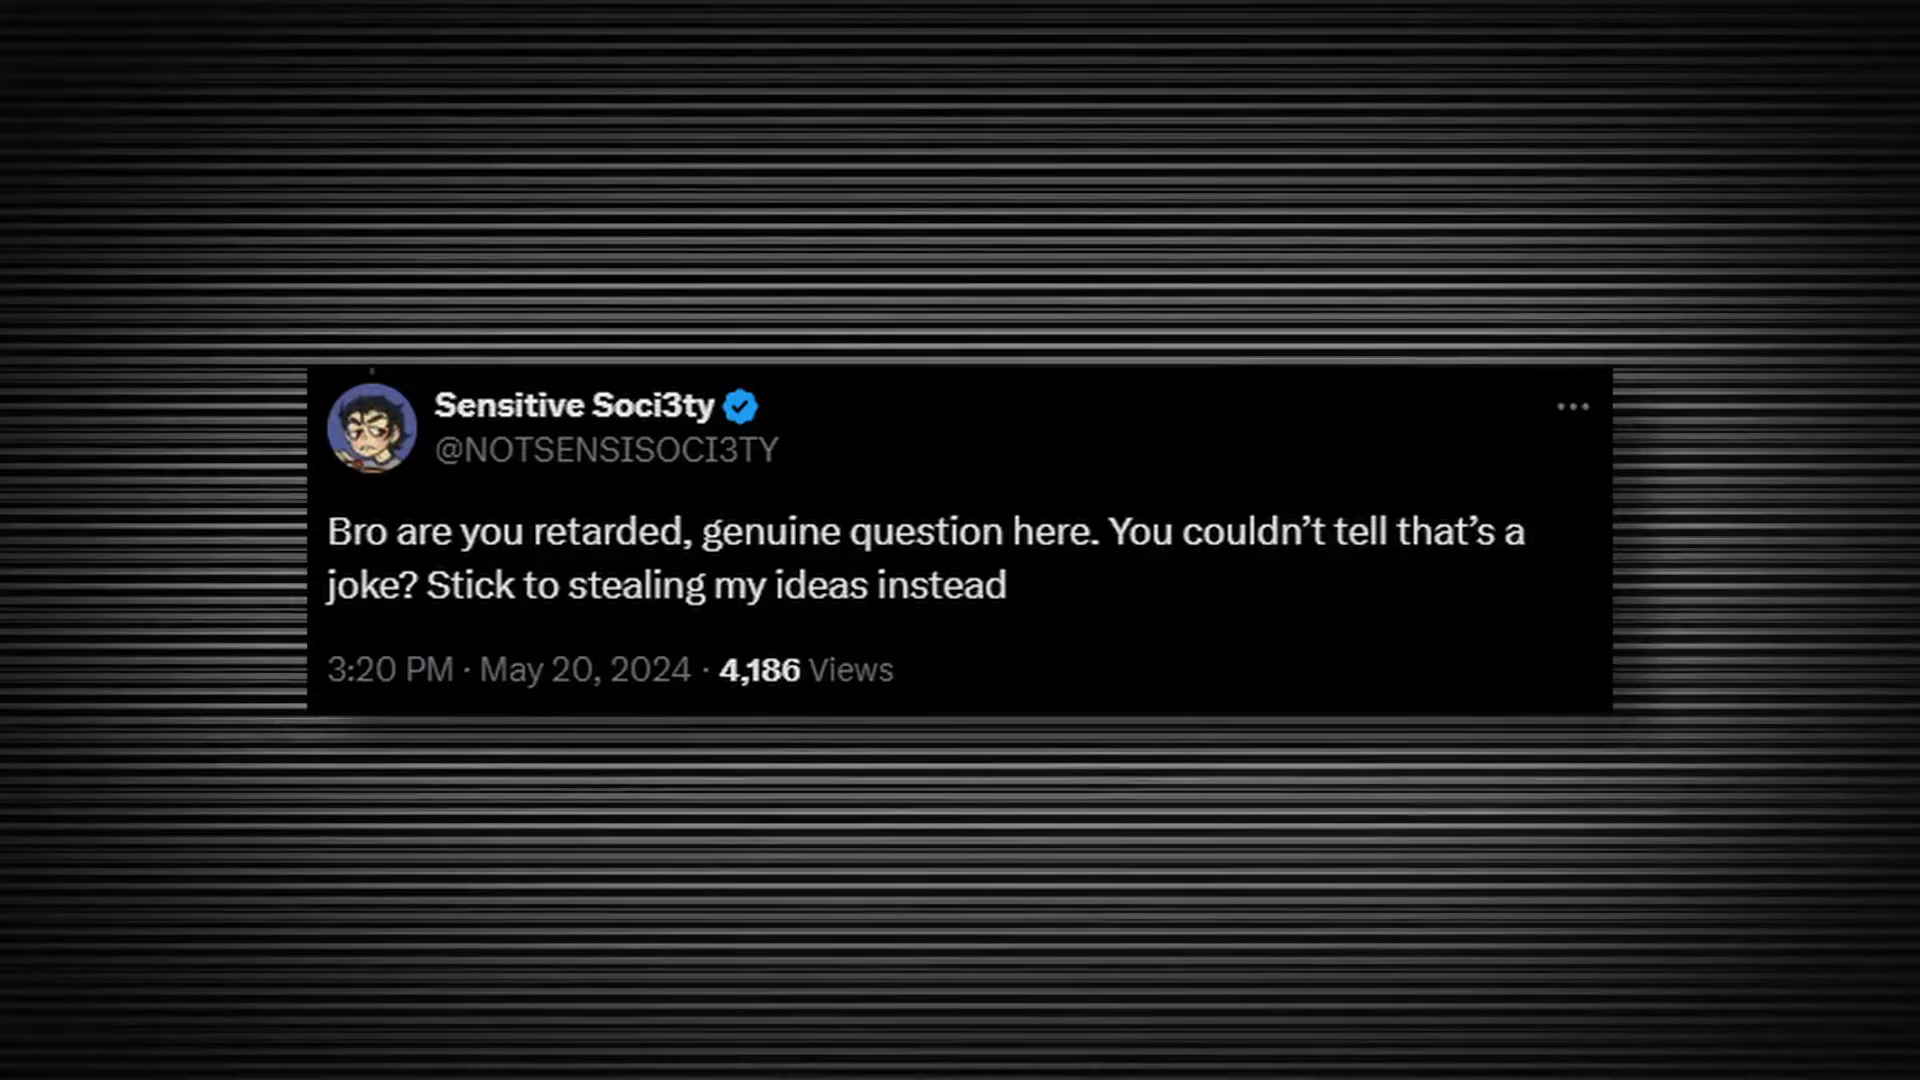 Sensitive Soci3ty
@NOTSENSISOCI3TY
Bro are you retarded, genuine question here. You couldn’t tell that’s a
joke? Stick to stealing my ideas instead
3:20 PM · May 20, 2024 · 4,186 Views